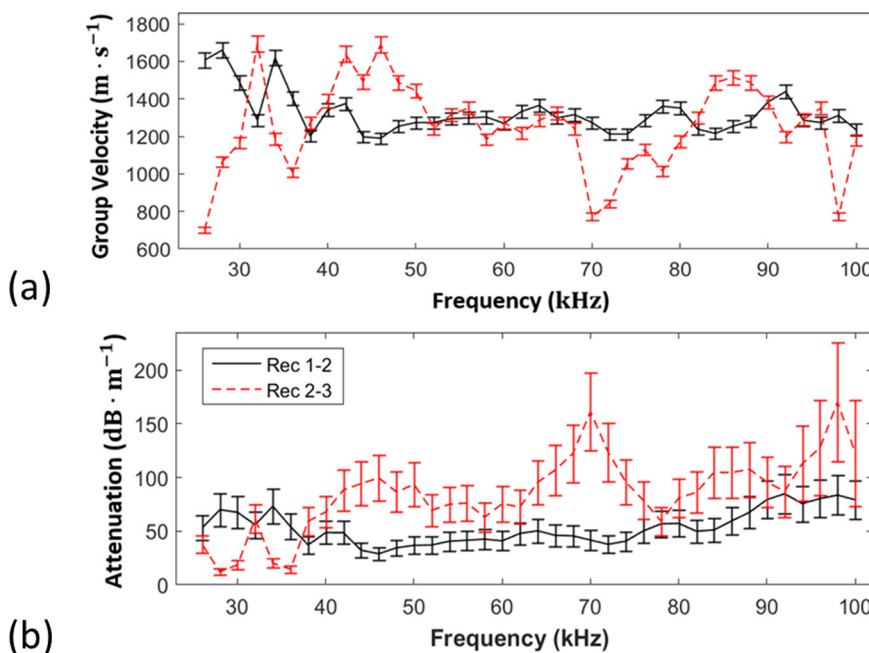 1800
1600
1400
1200
1000
800
600
Group Velocity (m · s⁻¹)
30 40 50 60 70 80 90 100
Frequency (kHz)
(a)
200
150
100
50
0
Attenuation (dB · m⁻¹)
Rec 1-2
Rec 2-3
30 40 50 60 70 80 90 100
Frequency (kHz)
(b)